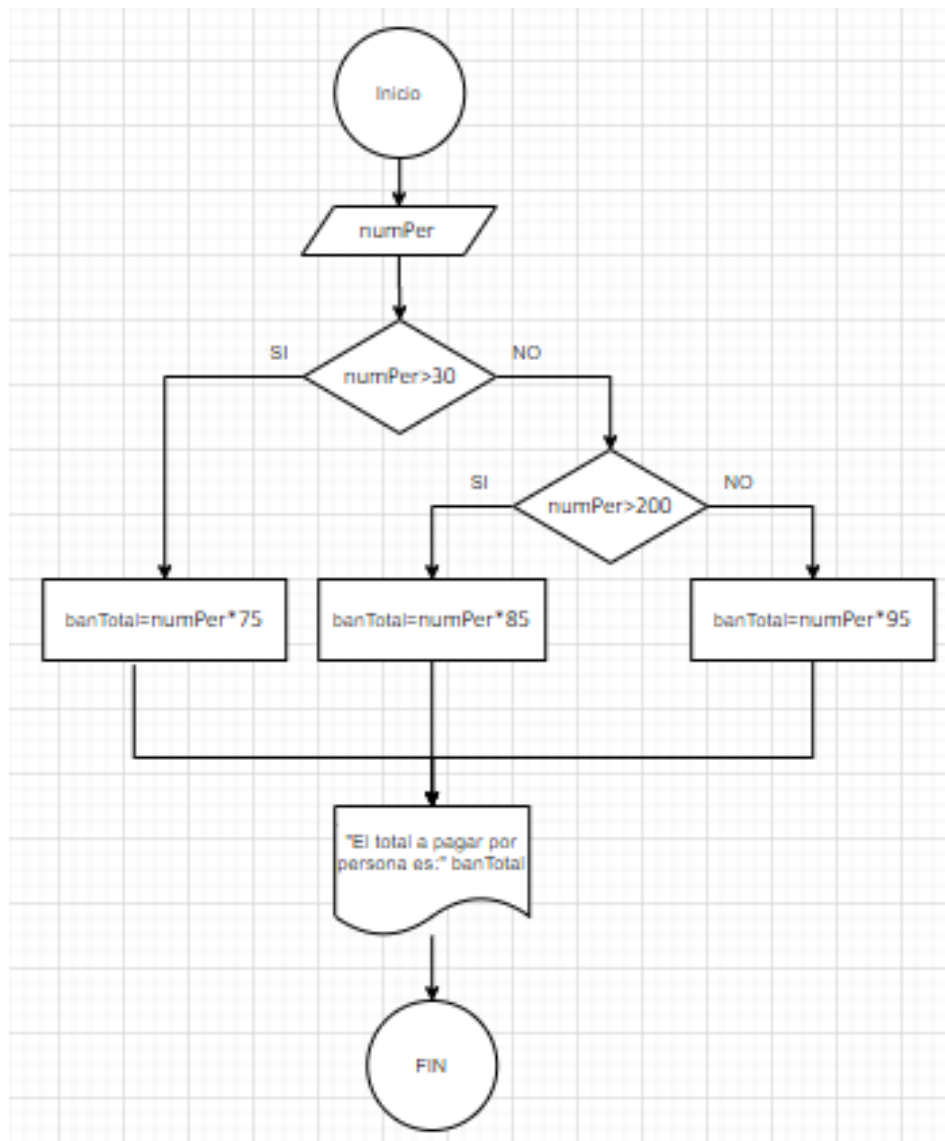 Inicio
numPer
SI
numPer>30
NO
SI
numPer>200
NO
banTotal=numPer*75
banTotal=numPer*85
banTotal=numPer*95
"El total a pagar por
persona es:" banTotal
FIN